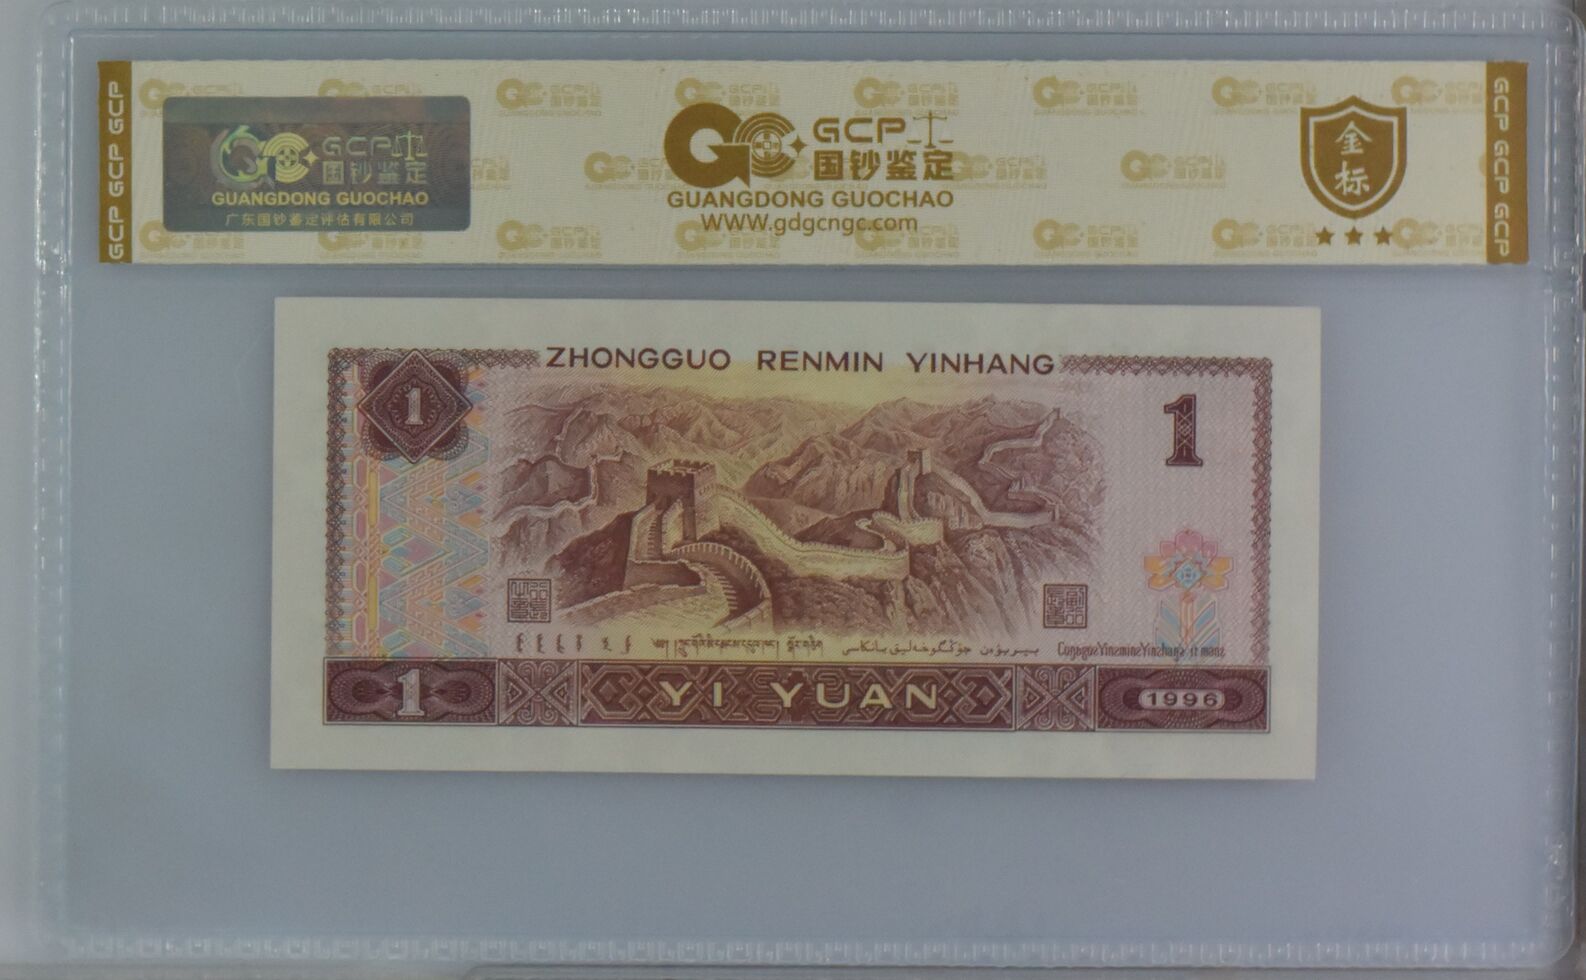 GCP GCP GCP
GCP
国钞鉴定
GUANGDONG GUOCHAO
广东国钞鉴定评估有限公司
GCP
国钞鉴定
GUANGDONG GUOCHAO
WWW.gdgcngc.com
金
标
GCP GCP GCP
ZHONGGUO RENMIN YINHANG
1
1
1 YI YUAN 1996